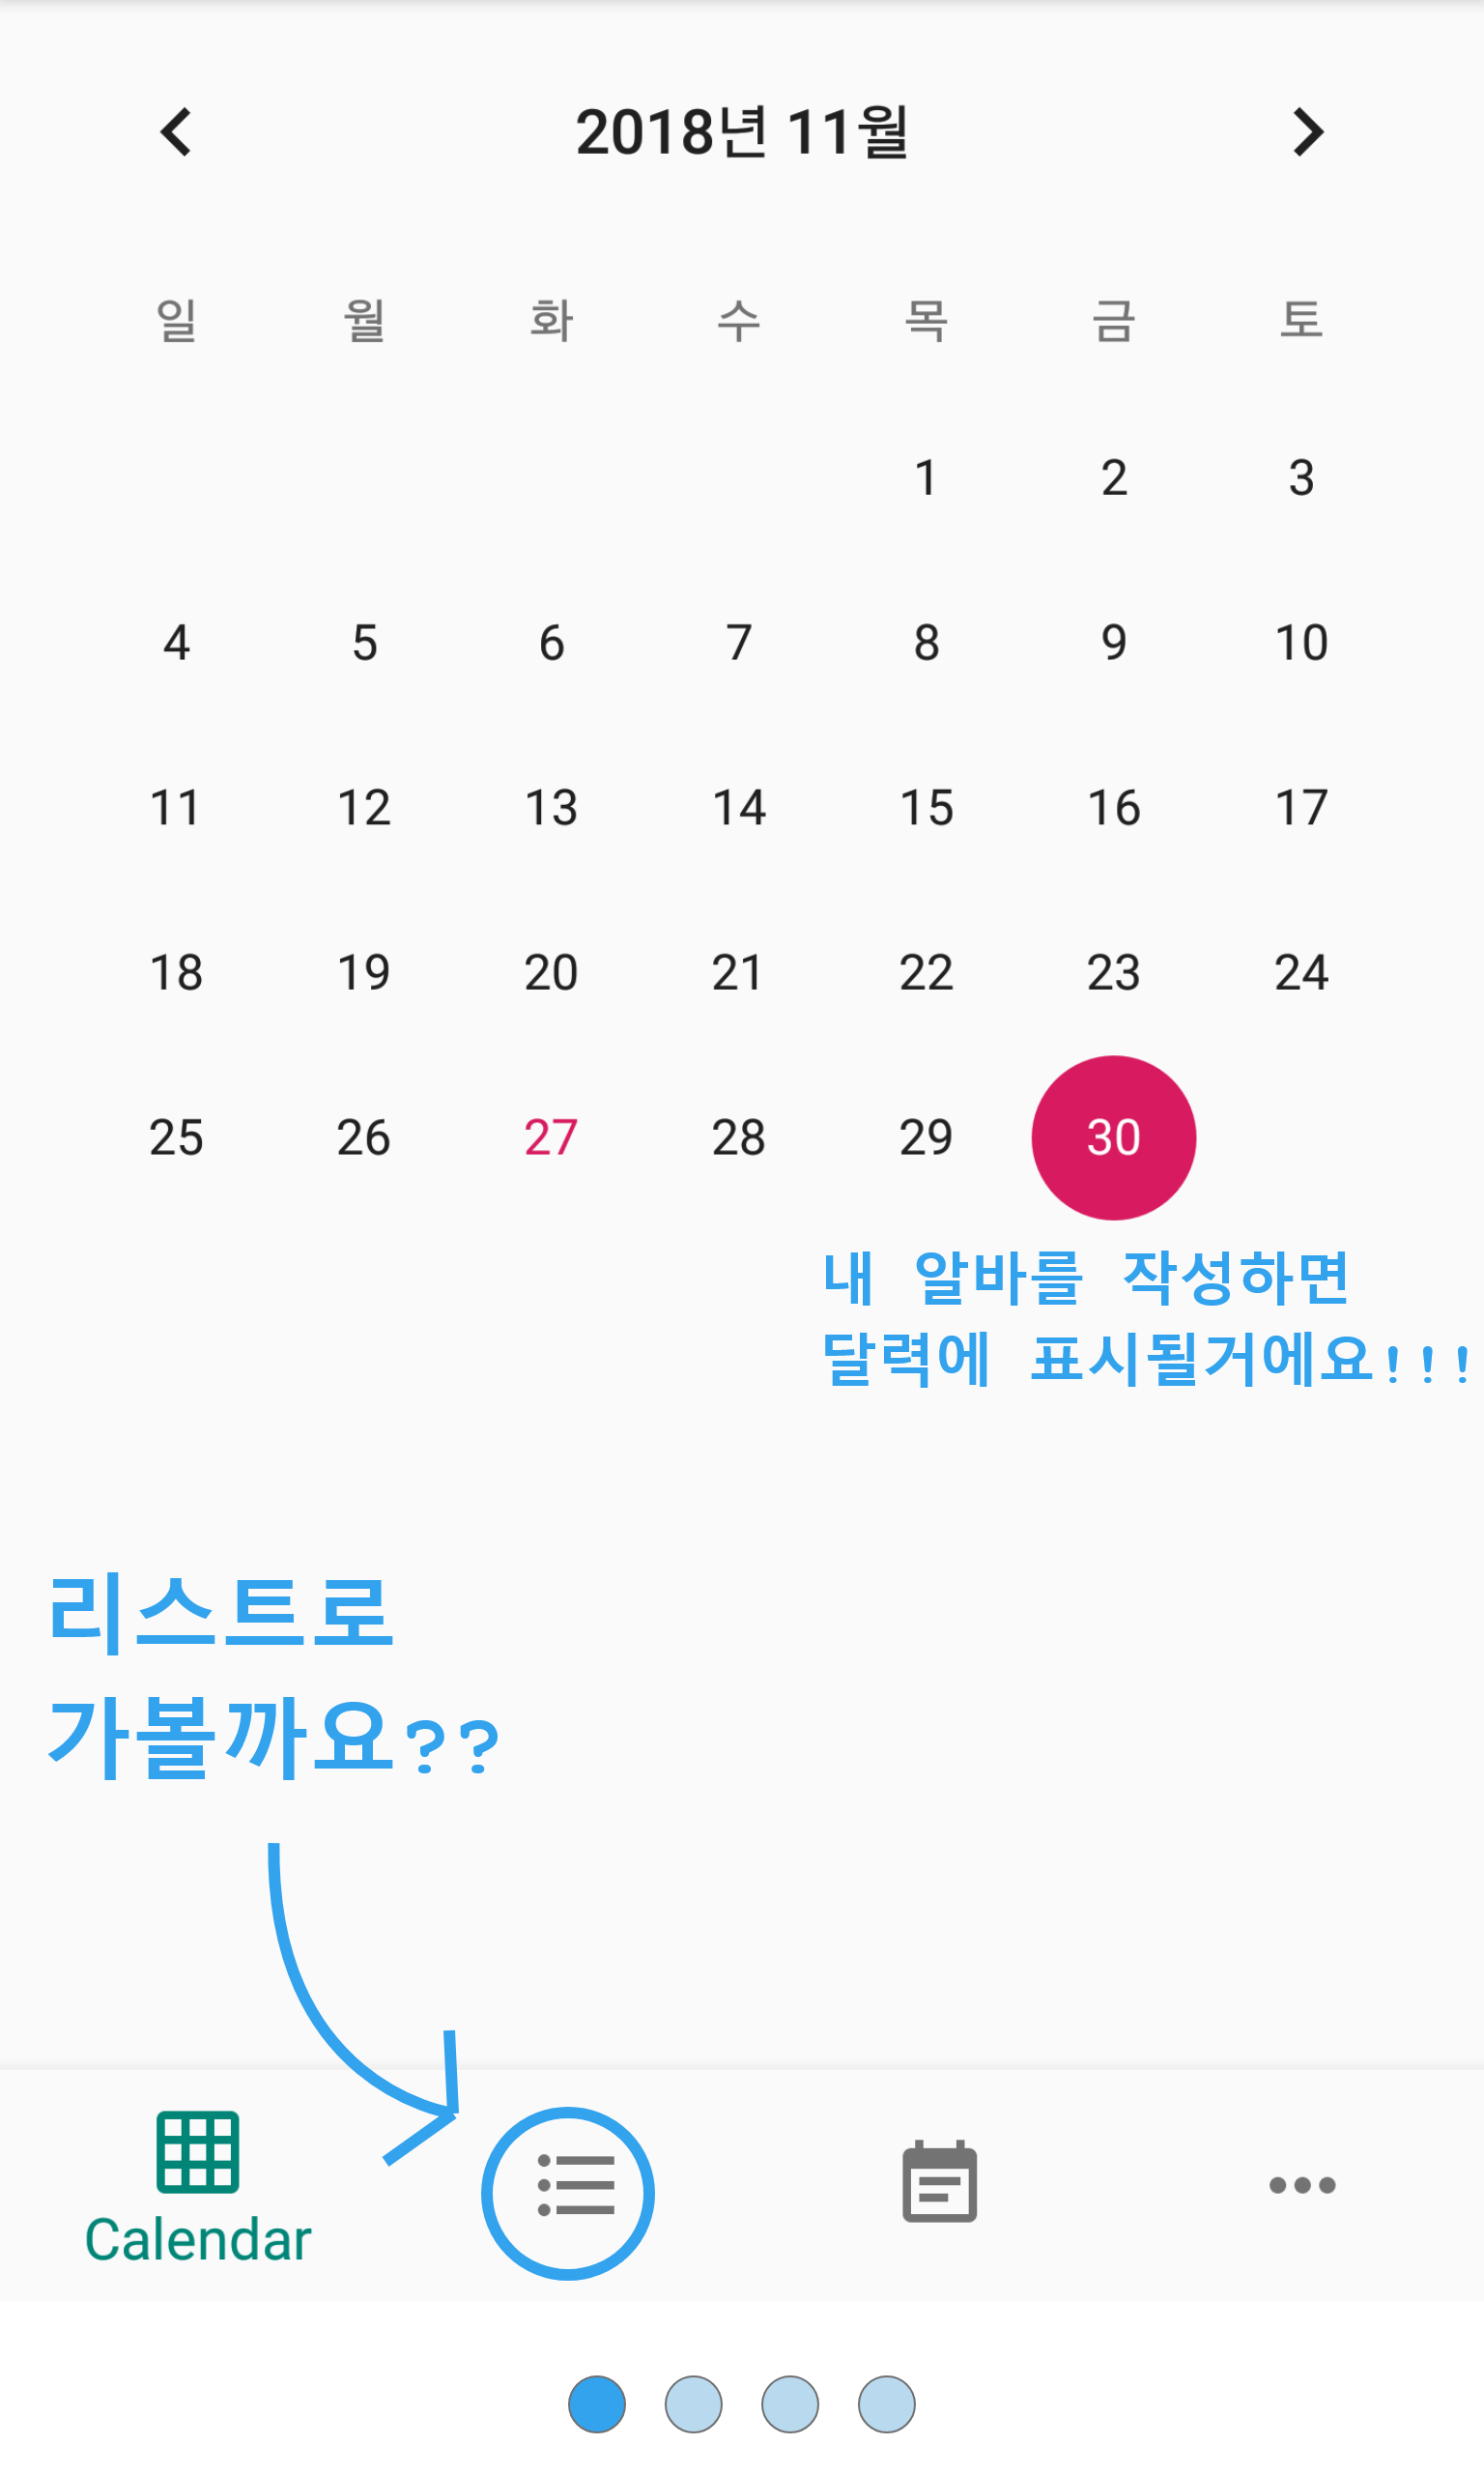 2018년 11월
일 월 화 수 목 금 토
1 2 3
4 5 6 7 8 9 10
11 12 13 14 15 16 17
18 19 20 21 22 23 24
25 26 27 28 29 30
내 알바를 작성하면
달력에 표시될거에요!!!
리스트로
가볼까요??
Calendar